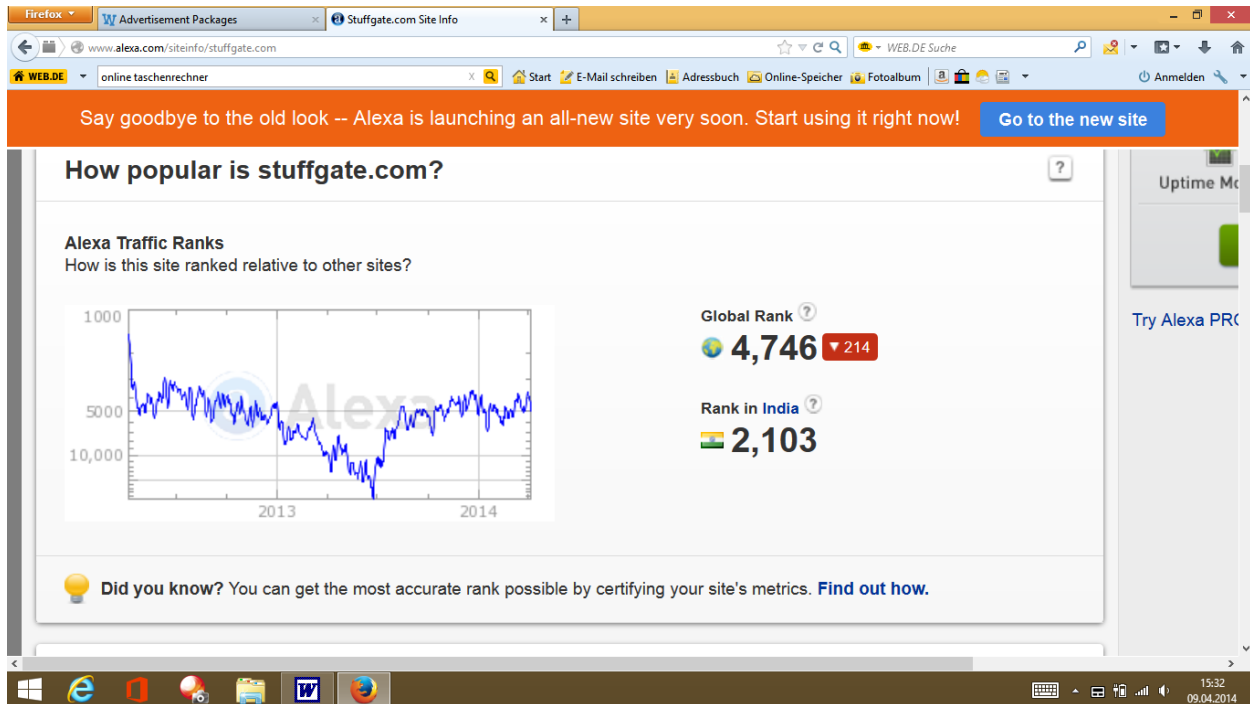 Firefox
Advertisement Packages
Stuffgate.com Site Info
www.alexa.com/siteinfo/stuffgate.com
WEB.DE Suche
WEB.DE
online taschenrechner
Start
E-Mail schreiben
Adressbuch
Online-Speicher
Fotoalbum
Anmelden
Say goodbye to the old look -- Alexa is launching an all-new site very soon. Start using it right now!
Go to the new site
How popular is stuffgate.com?
?
Uptime Mo
Alexa Traffic Ranks
How is this site ranked relative to other sites?
1000
5000
10,000
2013
2014
Alexa
Global Rank ?
4,746 ▼ 214
Rank in India ?
2,103
Try Alexa PRO
Did you know? You can get the most accurate rank possible by certifying your site's metrics. Find out how.
15:32
09.04.2014